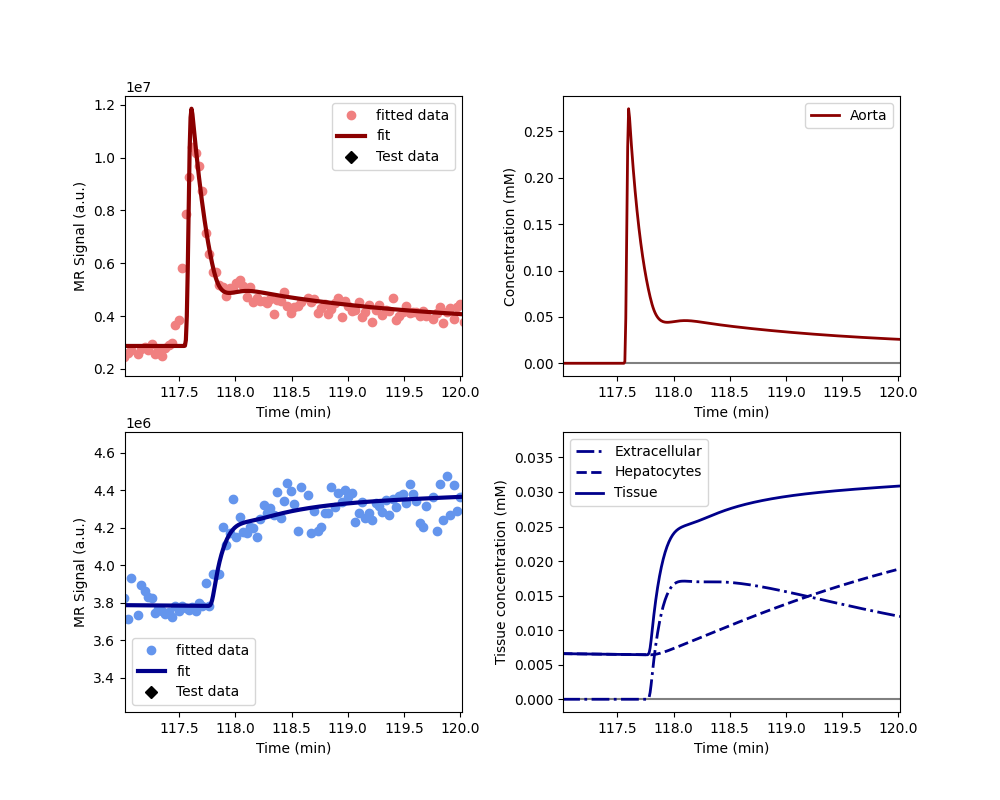 1e7
MR Signal (a.u.)
1.2
1.0
0.8
0.6
0.4
0.2
117.5 118.0 118.5 119.0 119.5 120.0
Time (min)
fitted data
fit
Test data
Concentration (mM)
0.25
0.20
0.15
0.10
0.05
0.00
117.5 118.0 118.5 119.0 119.5 120.0
Time (min)
Aorta
1e6
MR Signal (a.u.)
4.6
4.4
4.2
4.0
3.8
3.6
3.4
117.5 118.0 118.5 119.0 119.5 120.0
Time (min)
fitted data
fit
Test data
Tissue concentration (mM)
0.035
0.030
0.025
0.020
0.015
0.010
0.005
0.000
117.5 118.0 118.5 119.0 119.5 120.0
Time (min)
Extracellular
Hepatocytes
Tissue